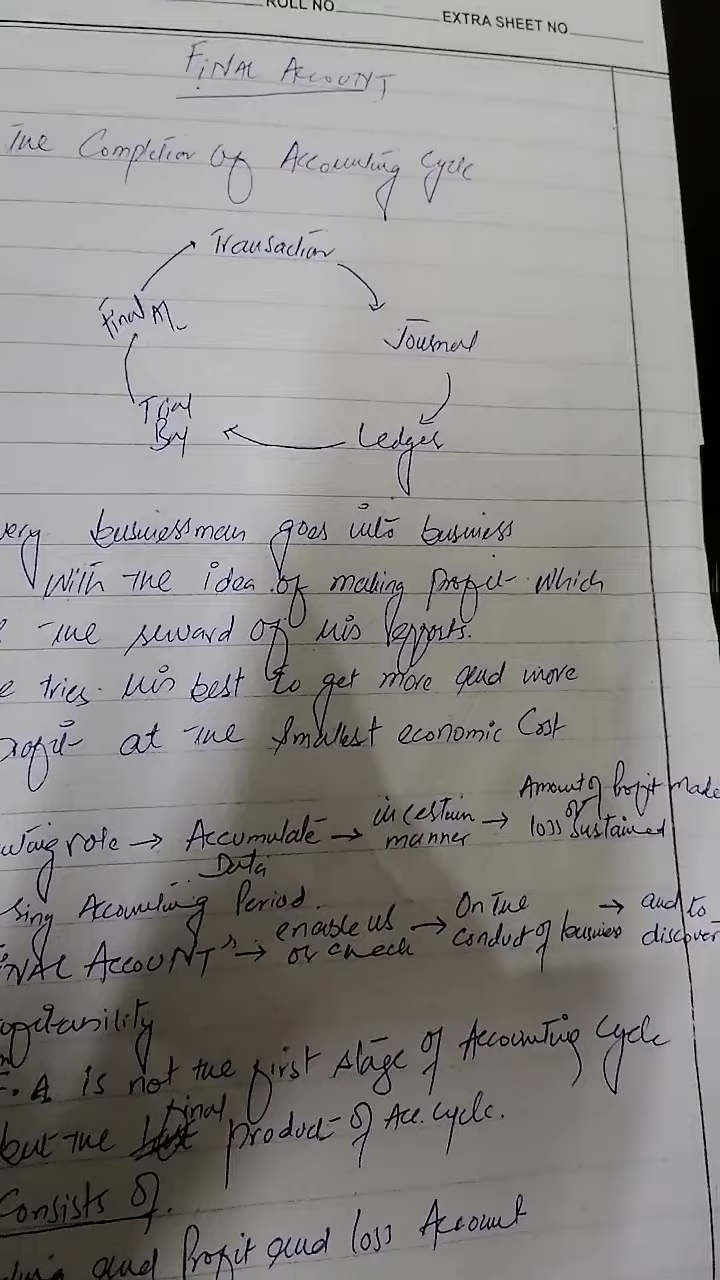 ROLL NO
EXTRA SHEET NO
FINAL ACCOUNT
The Completion of Accounting Cycle
Transaction
Journal
Ledger
Trial
Bal
Final A/c
very businessman goes into business
With the idea of making profit which
the reward of his efforts.
e tries his best to get more and more
profit at the smallest economic Cost
role → Accumulate → in certain → Amount of Profit made
Data manner or loss sustained
Accounting Period.
FINAL ACCOUNT" → enable us → On The → and to
or check conduct of business discover
F.A is not the first stage of Accounting Cycle
but the Final product of Acc. Cycle.
Consists of.
and Profit and loss Account